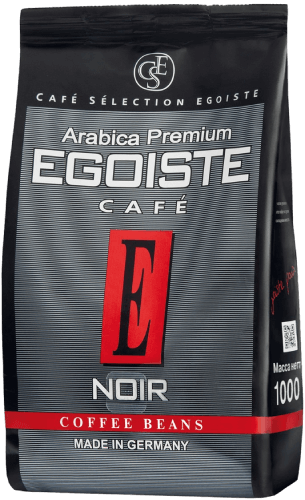 CSE
CAFÉ SÉLECTION EGOISTE
Arabica Premium
EGOISTE
CAFÉ
E
NOIR
COFFEE BEANS
MADE IN GERMANY
Масса нетто
1000